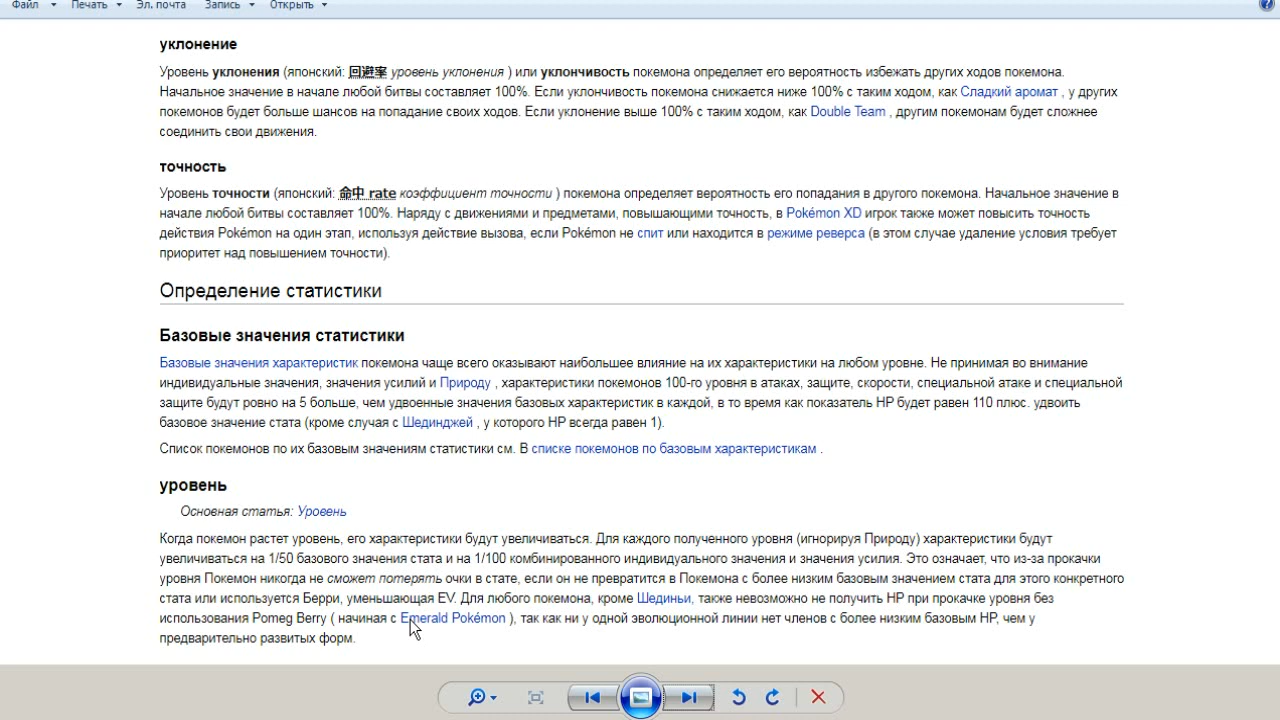 Файл Печать Эл. почта Запись Открыть
уклонение
Уровень уклонения (японский: 回避率 уровень уклонения ) или уклончивость покемона определяет его вероятность избежать других ходов покемона.
Начальное значение в начале любой битвы составляет 100%. Если уклончивость покемона снижается ниже 100% с таким ходом, как Сладкий аромат , у других
покемонов будет больше шансов на попадание своих ходов. Если уклонение выше 100% с таким ходом, как Double Team , другим покемонам будет сложнее
соединить свои движения.
точность
Уровень точности (японский: 命中 rate коэффициент точности ) покемона определяет вероятность его попадания в другого покемона. Начальное значение в
начале любой битвы составляет 100%. Наряду с движениями и предметами, повышающими точность, в Pokémon XD игрок также может повысить точность
действия Pokémon на один этап, используя действие вызова, если Pokémon не спит или находится в режиме реверса (в этом случае удаление условия требует
приоритет над повышением точности).
Определение статистики
Базовые значения статистики
Базовые значения характеристик покемона чаще всего оказывают наибольшее влияние на их характеристики на любом уровне. Не принимая во внимание
индивидуальные значения, значения усилий и Природу , характеристики покемонов 100-го уровня в атаках, защите, скорости, специальной атаке и специальной
защите будут ровно на 5 больше, чем удвоенные значения базовых характеристик в каждой, в то время как показатель HP будет равен 110 плюс. удвоить
базовое значение стата (кроме случая с Шединджей , у которого HP всегда равен 1).
Список покемонов по их базовым значениям статистики см. В списке покемонов по базовым характеристикам .
уровень
Основная статья: Уровень
Когда покемон растет уровень, его характеристики будут увеличиваться. Для каждого полученного уровня (игнорируя Природу) характеристики будут
увеличиваться на 1/50 базового значения стата и на 1/100 комбинированного индивидуального значения и значения усилия. Это означает, что из-за прокачки
уровня Покемон никогда не сможет потерять очки в стате, если он не превратится в Покемона с более низким базовым значением стата для этого конкретного
стата или используется Берри, уменьшающая EV. Для любого покемона, кроме Шединьи, также невозможно не получить HP при прокачке уровня без
использования Pomeg Berry ( начиная с Emerald Pokémon ), так как ни у одной эволюционной линии нет членов с более низким базовым HP, чем у
предварительно развитых форм.